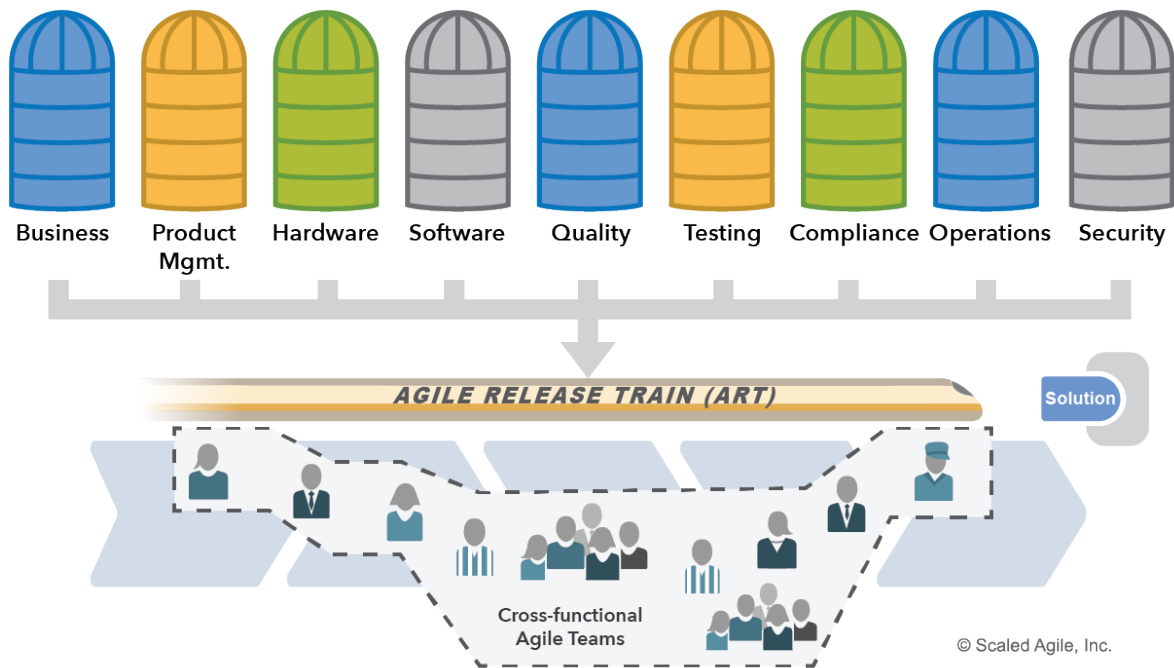 Business
Product
Mgmt.
Hardware
Software
Quality
Testing
Compliance
Operations
Security
AGILE RELEASE TRAIN (ART)
Solution
Cross-functional
Agile Teams
© Scaled Agile, Inc.